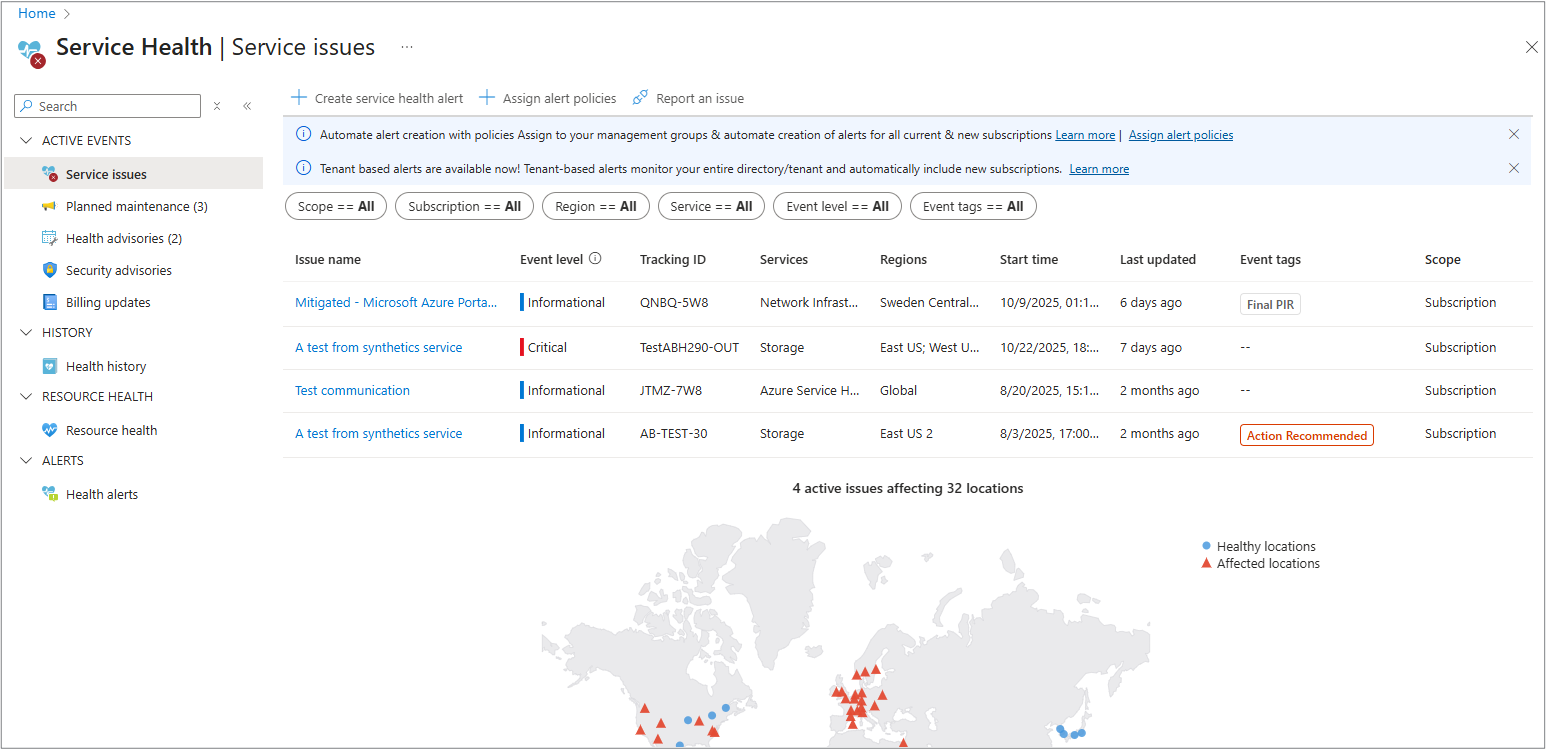 Home
Service Health | Service issues ...
Search
ACTIVE EVENTS
Service issues
Planned maintenance (3)
Health advisories (2)
Security advisories
Billing updates
HISTORY
Health history
RESOURCE HEALTH
Resource health
ALERTS
Health alerts
Create service health alert Assign alert policies Report an issue
Automate alert creation with policies Assign to your management groups & automate creation of alerts for all current & new subscriptions Learn more | Assign alert policies
Tenant based alerts are available now! Tenant-based alerts monitor your entire directory/tenant and automatically include new subscriptions. Learn more
Scope == All Subscription == All Region == All Service == All Event level == All Event tags == All
Issue name Event level Tracking ID Services Regions Start time Last updated Event tags Scope
Mitigated - Microsoft Azure Porta... Informational QNBQ-5W8 Network Infrast... Sweden Central... 10/9/2025, 01:1... 6 days ago Final PIR Subscription
A test from synthetics service Critical TestABH290-OUT Storage East US; West U... 10/22/2025, 18:... 7 days ago -- Subscription
Test communication Informational JTMZ-7W8 Azure Service H... Global 8/20/2025, 15:1... 2 months ago -- Subscription
A test from synthetics service Informational AB-TEST-30 Storage East US 2 8/3/2025, 17:00... 2 months ago Action Recommended Subscription
4 active issues affecting 32 locations
Healthy locations
Affected locations